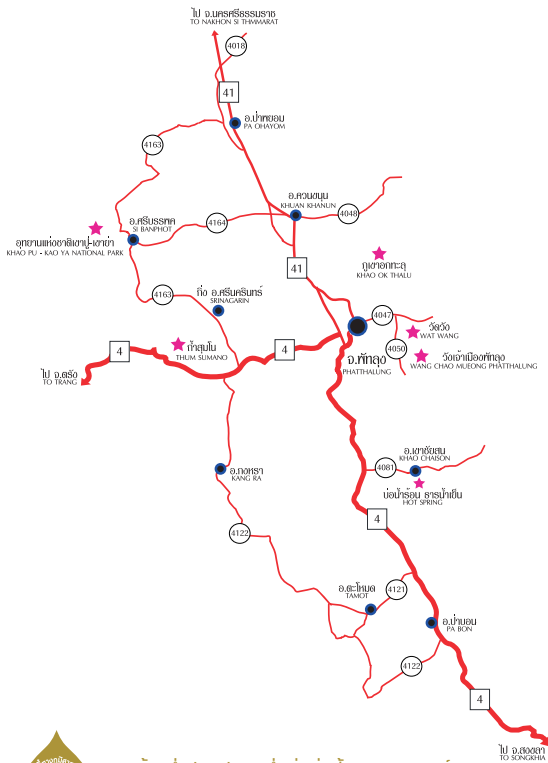 ไป จ.นครศรีธรรมราช
TO NAKHON SI THMMARAT
4018
41
อ.ป่าพยอม
PA OHAYOM
4163
อ.ควนขนุน
KHUAN KHANUN
4048
4164
อ.ศรีบรรพต
SI BANPHOT
อุทยานแห่งชาติเขาปู่-เขาย่า
KHAO PU - KAO YA NATIONAL PARK
ภูเขาอกทะลุ
KHAO OK THALU
41
4163
กิ่ง อ.ศรีนครินทร์
SRINAGARIN
4047
วัดวัง
WAT WANG
ถ้ำสุมโน
THUM SUMANO
4
4
จ.พัทลุง
PHATTHALUNG
4050
วังเจ้าเมืองพัทลุง
WANG CHAO MUEONG PHATTHALUNG
ไป จ.ตรัง
TO TRANG
อ.เขาชัยสน
KHAO CHAISON
4081
อ.กงหรา
KANG RA
บ่อน้ำร้อน ธารน้ำเย็น
HOT SPRING
4
4122
อ.ตะโหมด
TAMOT
4121
อ.ป่าบอน
PA BON
4122
4
ไป จ.สงขลา
TO SONGKHIA